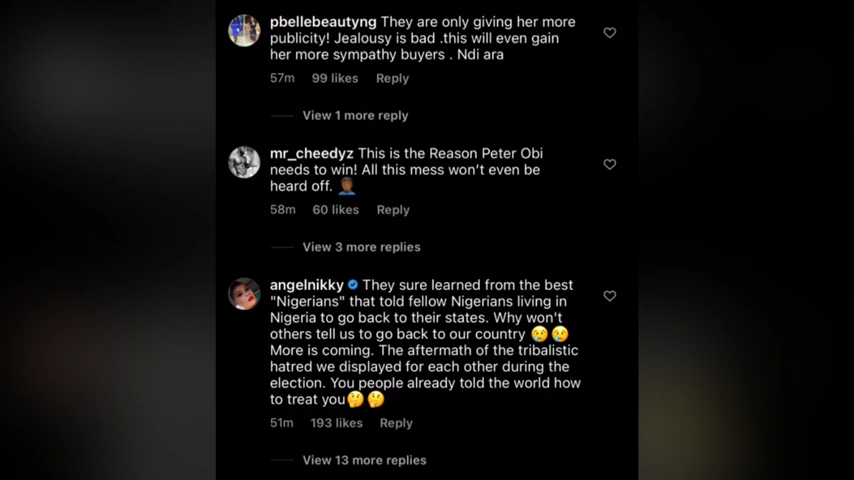 pbellebeautyng They are only giving her more
publicity! Jealousy is bad .this will even gain
her more sympathy buyers . Ndi ara
57m 99 likes Reply
View 1 more reply
mr_cheedyz This is the Reason Peter Obi
needs to win! All this mess won't even be
heard off. 🤦🏾‍♂️
58m 60 likes Reply
View 3 more replies
angelnikky They sure learned from the best
"Nigerians" that told fellow Nigerians living in
Nigeria to go back to their states. Why won't
others tell us to go back to our country 😢😢
More is coming. The aftermath of the tribalistic
hatred we displayed for each other during the
election. You people already told the world how
to treat you🤔🤔
51m 193 likes Reply
View 13 more replies